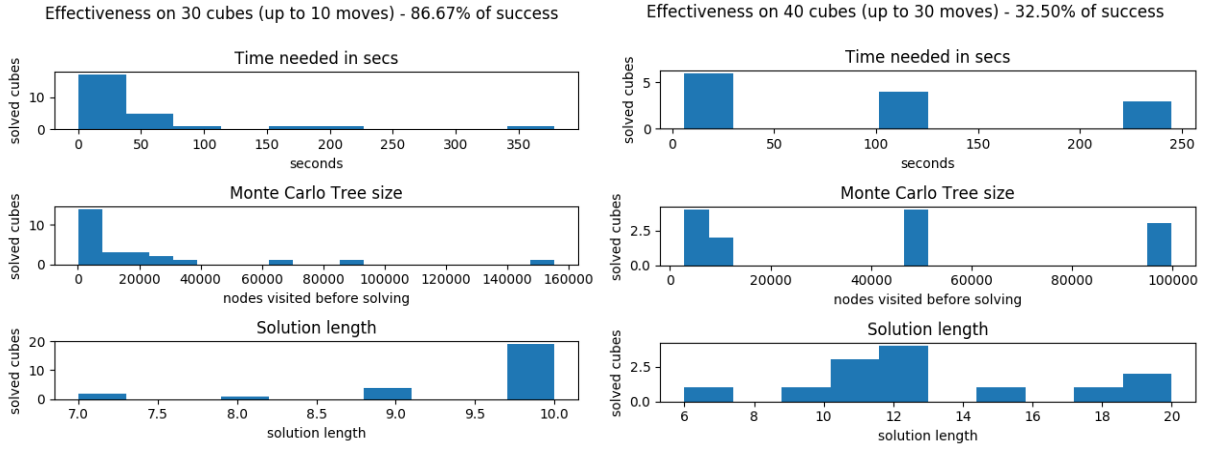 Effectiveness on 30 cubes (up to 10 moves) - 86.67% of success
Time needed in secs
solved cubes
10
0
0 50 100 150 200 250 300 350
seconds
Monte Carlo Tree size
solved cubes
10
0
0 20000 40000 60000 80000 100000 120000 140000 160000
nodes visited before solving
Solution length
solved cubes
20
10
0
7.0 7.5 8.0 8.5 9.0 9.5 10.0
solution length
Effectiveness on 40 cubes (up to 30 moves) - 32.50% of success
Time needed in secs
solved cubes
5
0
0 50 100 150 200 250
seconds
Monte Carlo Tree size
solved cubes
2.5
0.0
0 20000 40000 60000 80000 100000
nodes visited before solving
Solution length
solved cubes
2.5
0.0
6 8 10 12 14 16 18 20
solution length